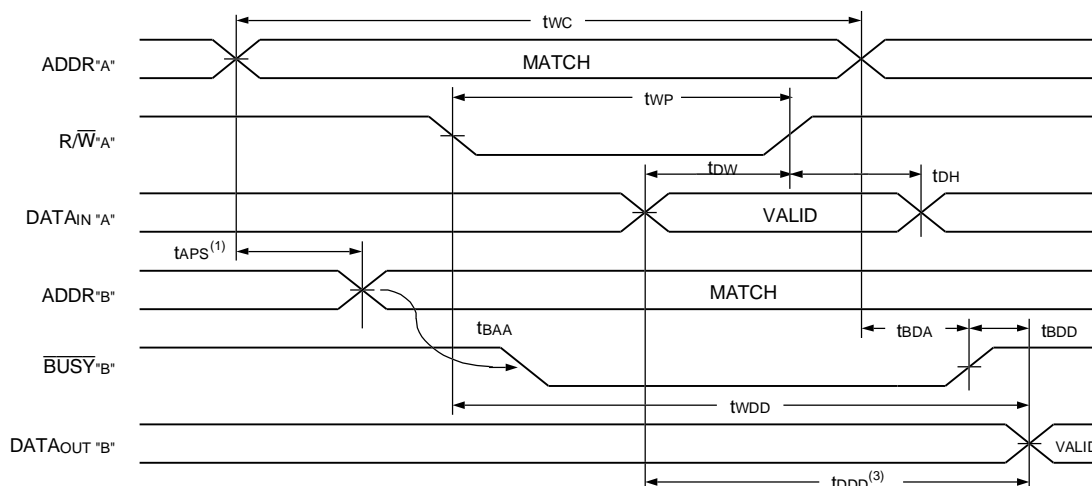 tWC
ADDR"A"
MATCH
tWP
R/W̅"A"
tDW
tDH
DATAIN "A"
VALID
tAPS(1)
ADDR"B"
MATCH
tBAA
tBDA
tBDD
B̅U̅S̅Y̅"B"
tWDD
DATAOUT "B"
VALID
tDDD(3)